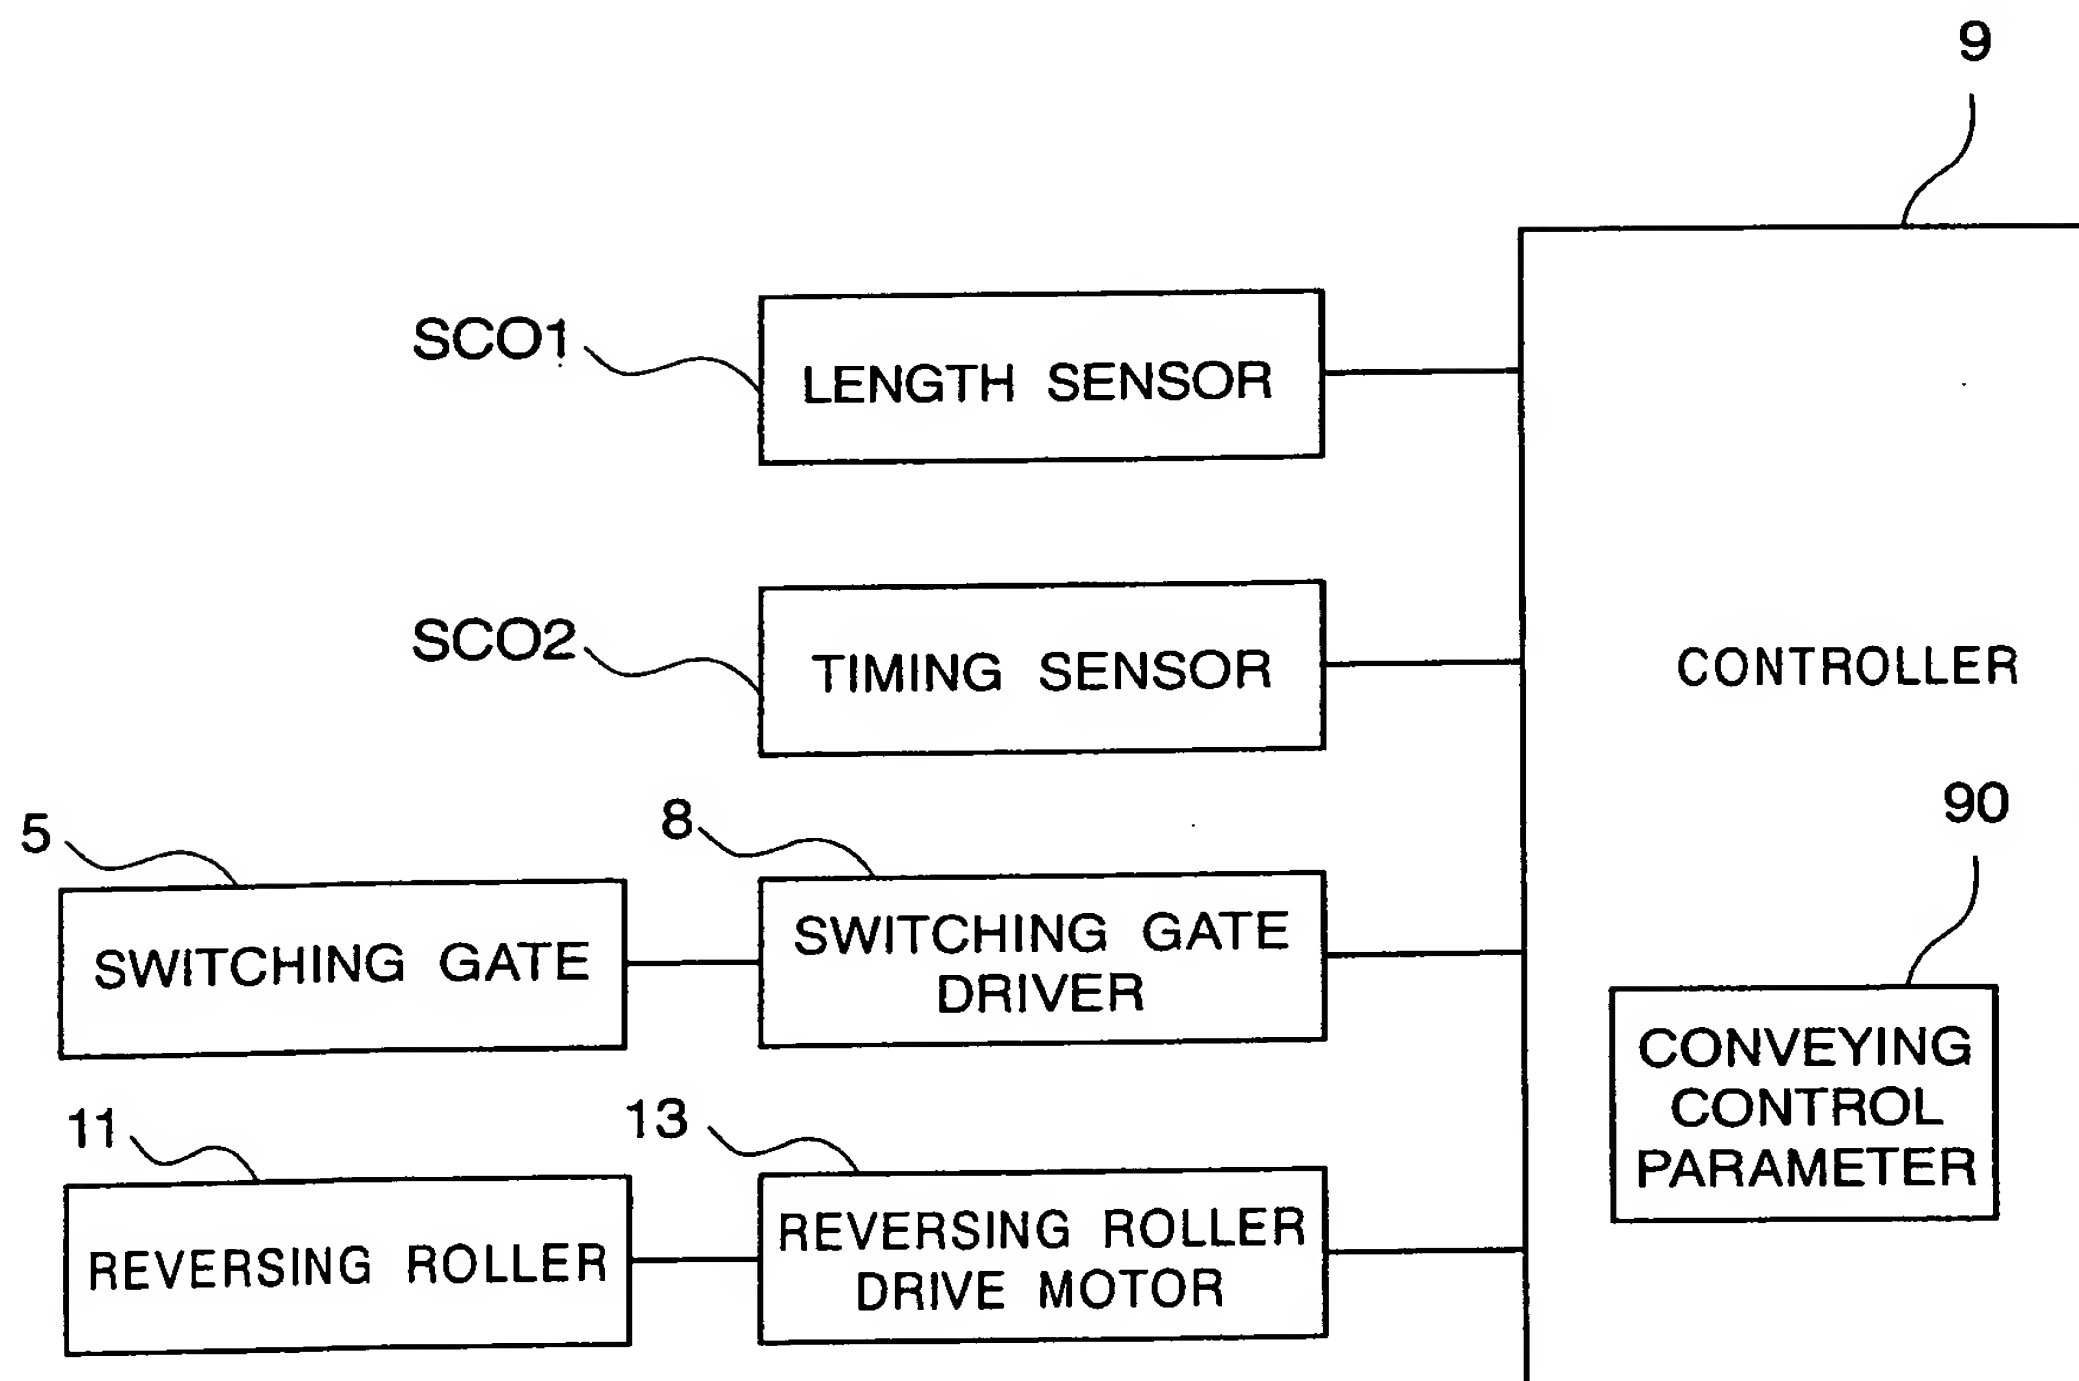 9
SCO1
LENGTH SENSOR
SCO2
TIMING SENSOR
CONTROLLER
5
8
90
SWITCHING GATE
SWITCHING GATE
DRIVER
CONVEYING
CONTROL
PARAMETER
11
13
REVERSING ROLLER
REVERSING ROLLER
DRIVE MOTOR